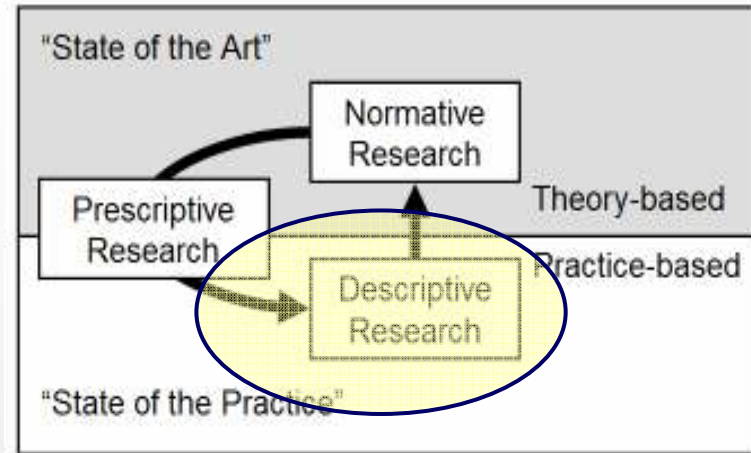 “State of the Art”
Normative
Research
Prescriptive
Research
Theory-based
Practice-based
Descriptive
Research
“State of the Practice”